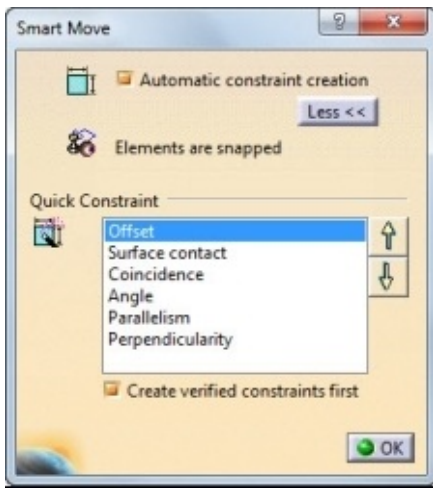 Smart Move
Automatic constraint creation
Less <<
Elements are snapped
Quick Constraint
Offset
Surface contact
Coincidence
Angle
Parallelism
Perpendicularity
Create verified constraints first
OK